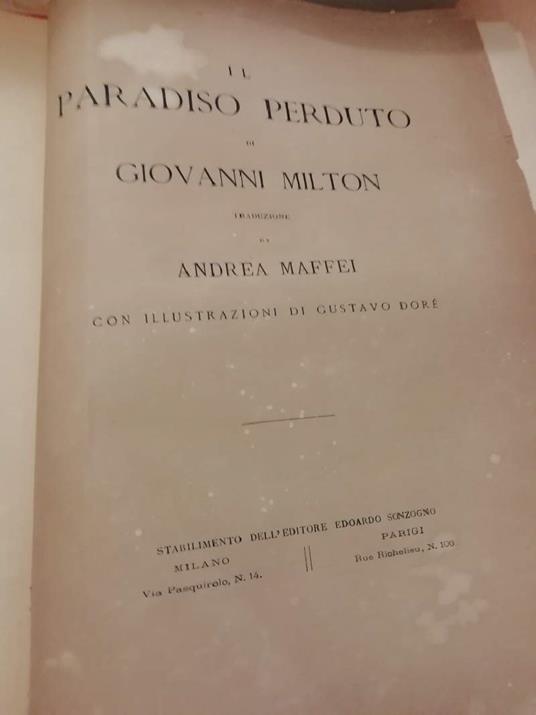 IL
PARADISO PERDUTO
DI
GIOVANNI MILTON
TRADUZIONE
DI
ANDREA MAFFEI
CON ILLUSTRAZIONI DI GUSTAVO DORÉ
STABILIMENTO DELL'EDITORE EDOARDO SONZOGNO
MILANO
Via Pasquirolo, N. 14.
PARIGI
Rue Richelieu, N. 100.